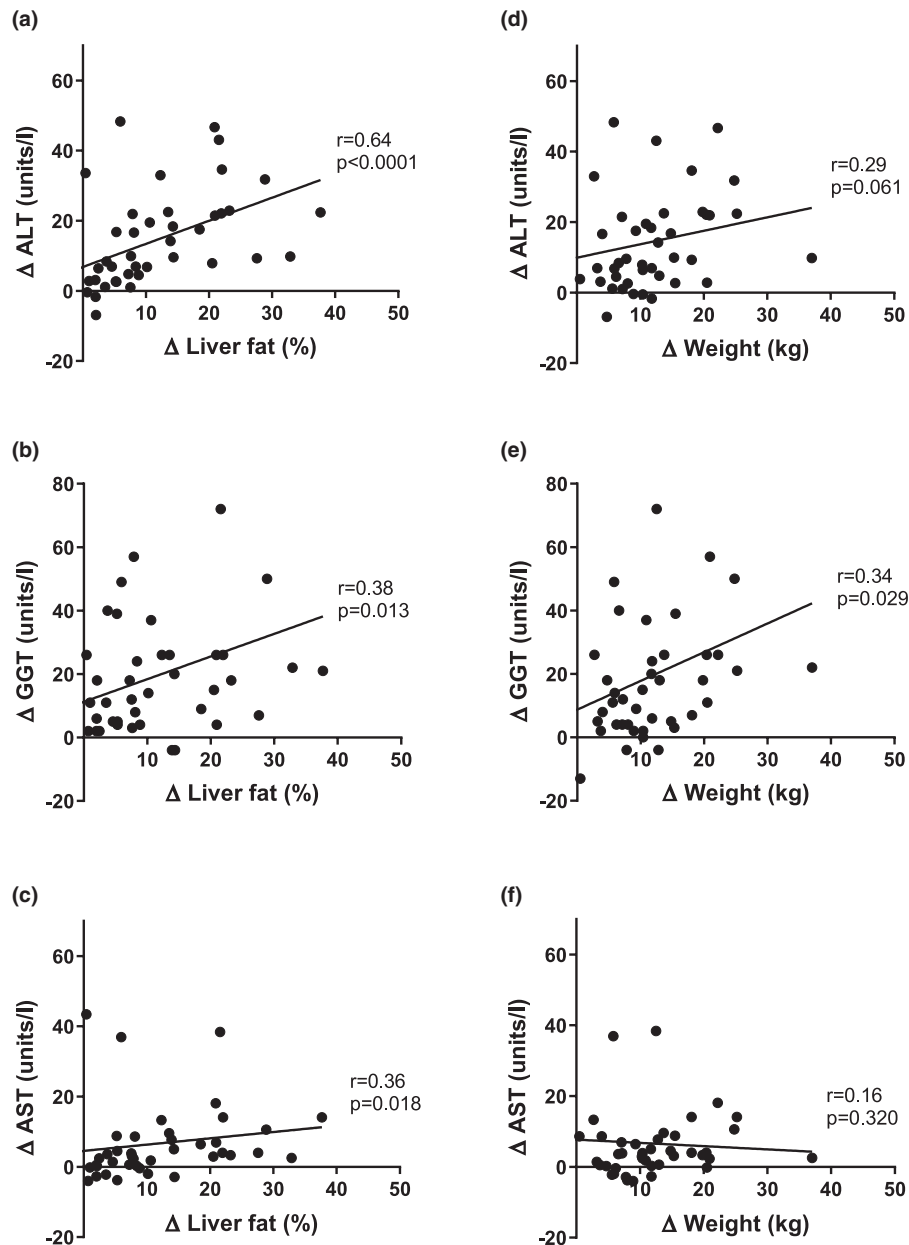 (a)
60
40
20
0
-20
10
20
30
40
50
Δ ALT (units/l)
Δ Liver fat (%)
r=0.64
p<0.0001
(d)
60
40
20
0
-20
10
20
30
40
50
Δ ALT (units/l)
Δ Weight (kg)
r=0.29
p=0.061
(b)
80
60
40
20
0
-20
10
20
30
40
50
Δ GGT (units/l)
Δ Liver fat (%)
r=0.38
p=0.013
(e)
80
60
40
20
0
-20
10
20
30
40
50
Δ GGT (units/l)
Δ Weight (kg)
r=0.34
p=0.029
(c)
60
40
20
0
-20
10
20
30
40
50
Δ AST (units/l)
Δ Liver fat (%)
r=0.36
p=0.018
(f)
60
40
20
0
-20
10
20
30
40
50
Δ AST (units/l)
Δ Weight (kg)
r=0.16
p=0.320